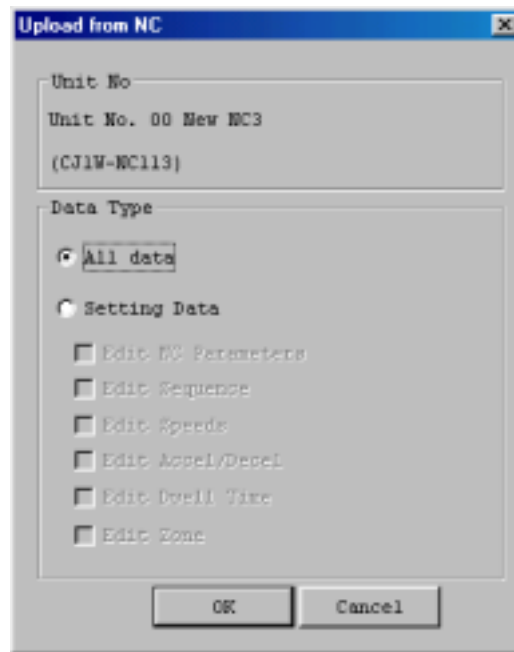 Upload from NC
Unit No
Unit No. 00 New NC3
(CJ1W-NC113)
Data Type
All data
Setting Data
Edit NC Parameters
Edit Sequence
Edit Speeds
Edit Accel/Decel
Edit Dwell Time
Edit Zone
OK
Cancel